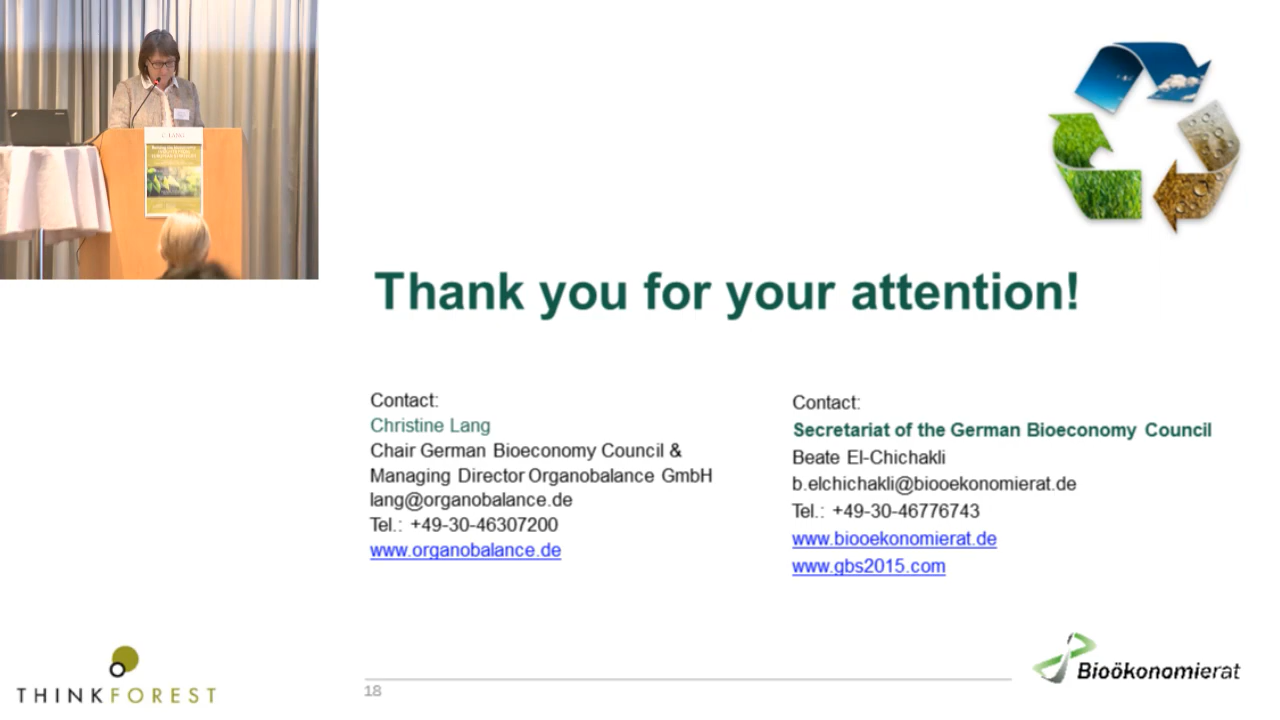 C. LANG
Thank you for your attention!
Contact:
Christine Lang
Chair German Bioeconomy Council &
Managing Director Organobalance GmbH
lang@organobalance.de
Tel.: +49-30-46307200
www.organobalance.de
Contact:
Secretariat of the German Bioeconomy Council
Beate El-Chichakli
b.elchichakli@biooekonomierat.de
Tel.: +49-30-46776743
www.biooekonomierat.de
www.gbs2015.com
THINKFOREST
18
Bioökonomierat